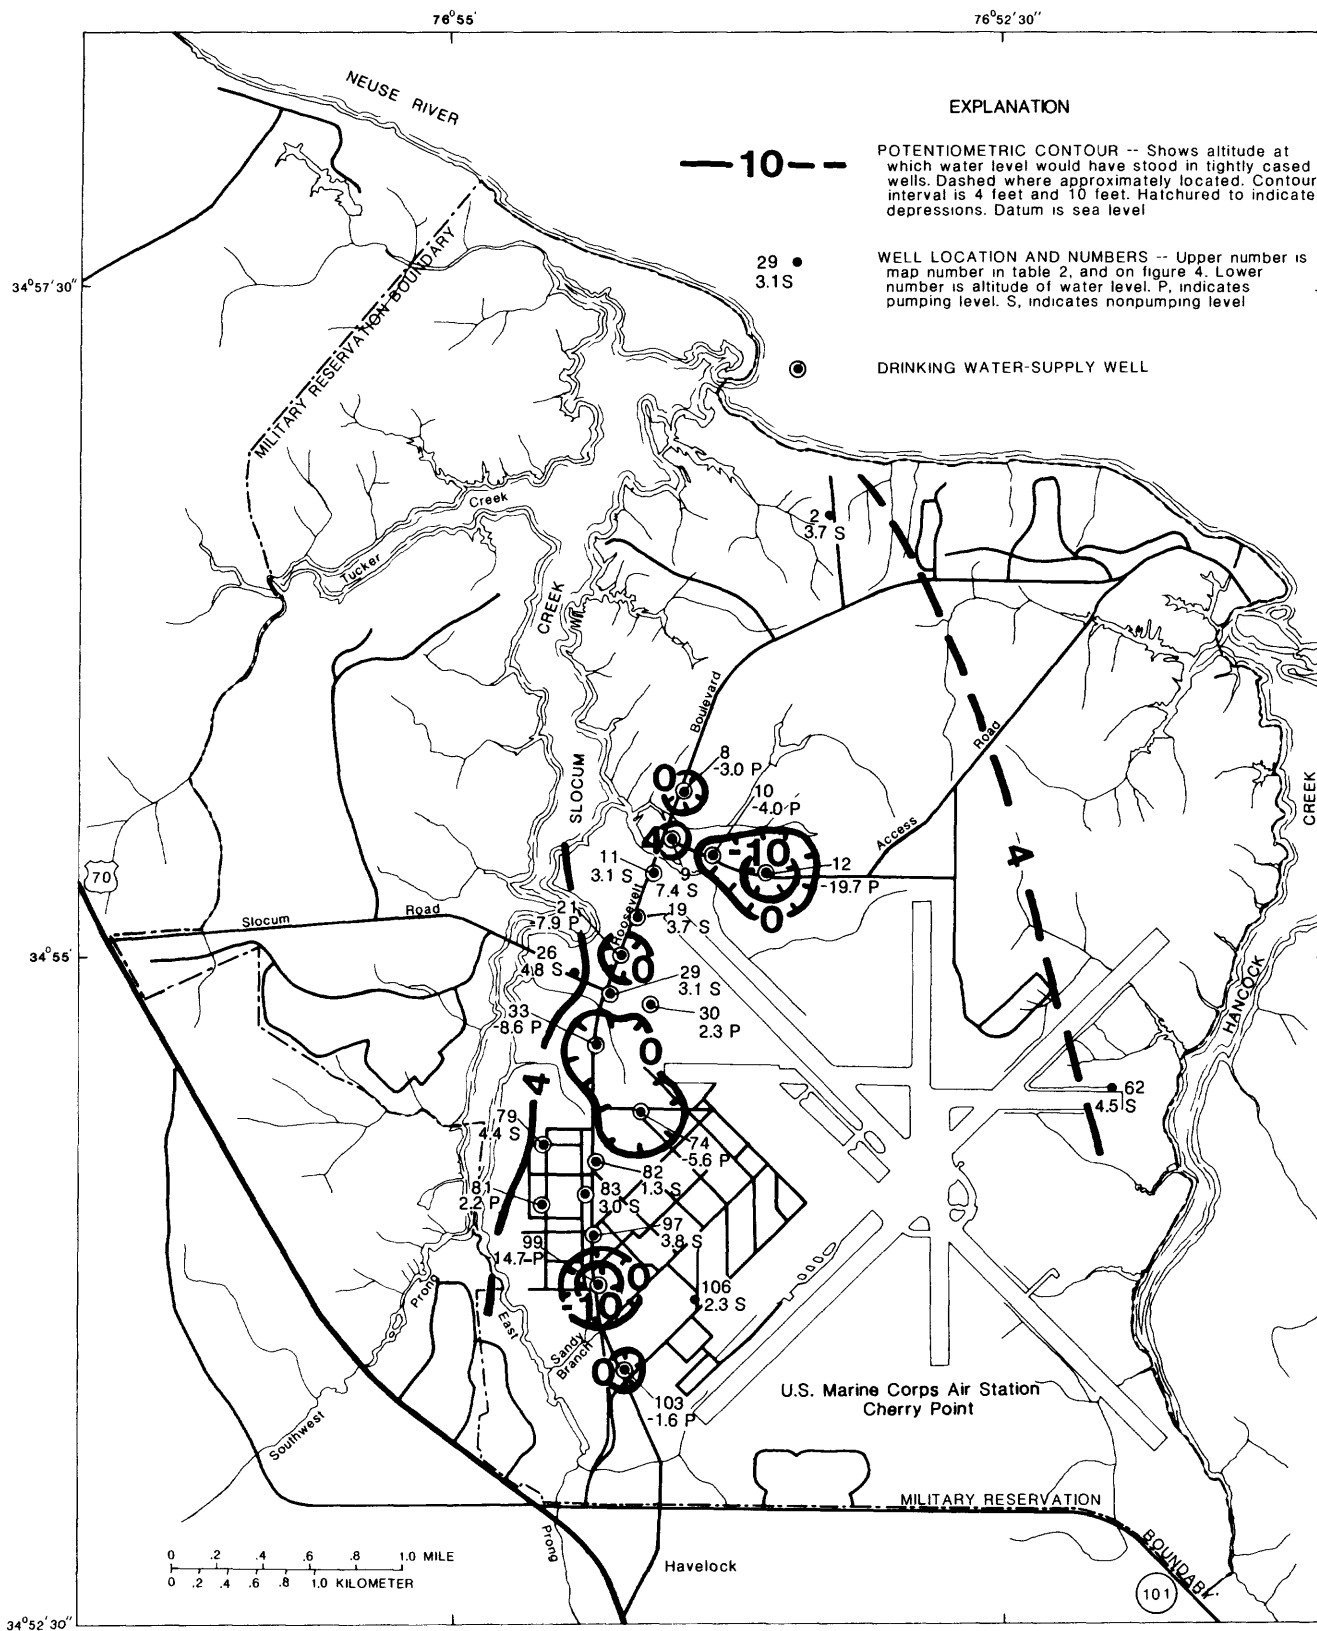 76°55'
76°52'30"
NEUSE RIVER
EXPLANATION
10
POTENTIOMETRIC CONTOUR -- Shows altitude at
which water level would have stood in tightly cased
wells. Dashed where approximately located. Contour
interval is 4 feet and 10 feet. Hatchured to indicate
depressions. Datum is sea level
29
3.1 S
WELL LOCATION AND NUMBERS -- Upper number is
map number in table 2, and on figure 4. Lower
number is altitude of water level. P, indicates
pumping level. S, indicates nonpumping level
DRINKING WATER-SUPPLY WELL
34°57'30"
MILITARY RESERVATION BOUNDARY
Creek
Tucker
2
3.7 S
CREEK
SLOCUM
Boulevard
Road
Access
8
-3.0 P
0
10
-4.0 P
4
-10
12
-19.7 P
0
11
3.1 S
9
7.4 S
4
CREEK
HANCOCK
70
Slocum
Road
21
-7.9 P
Roosevelt
19
3.7 S
34°55'
26
4.8 S
0
29
3.1 S
30
2.3 P
33
-8.6 P
0
4
62
4.5 S
79
4.4 S
74
-5.6 P
82
1.3 S
81
2.2 P
83
3.0 S
97
3.8 S
99
14.7-P
0
-10
106
2.3 S
Prong
East
Sandy
Branch
0
103
-1.6 P
U.S. Marine Corps Air Station
Cherry Point
Southwest
MILITARY RESERVATION
BOUNDARY
Prong
0 .2 .4 .6 .8 1.0 MILE
0 .2 .4 .6 .8 1.0 KILOMETER
Havelock
101
34°52'30"